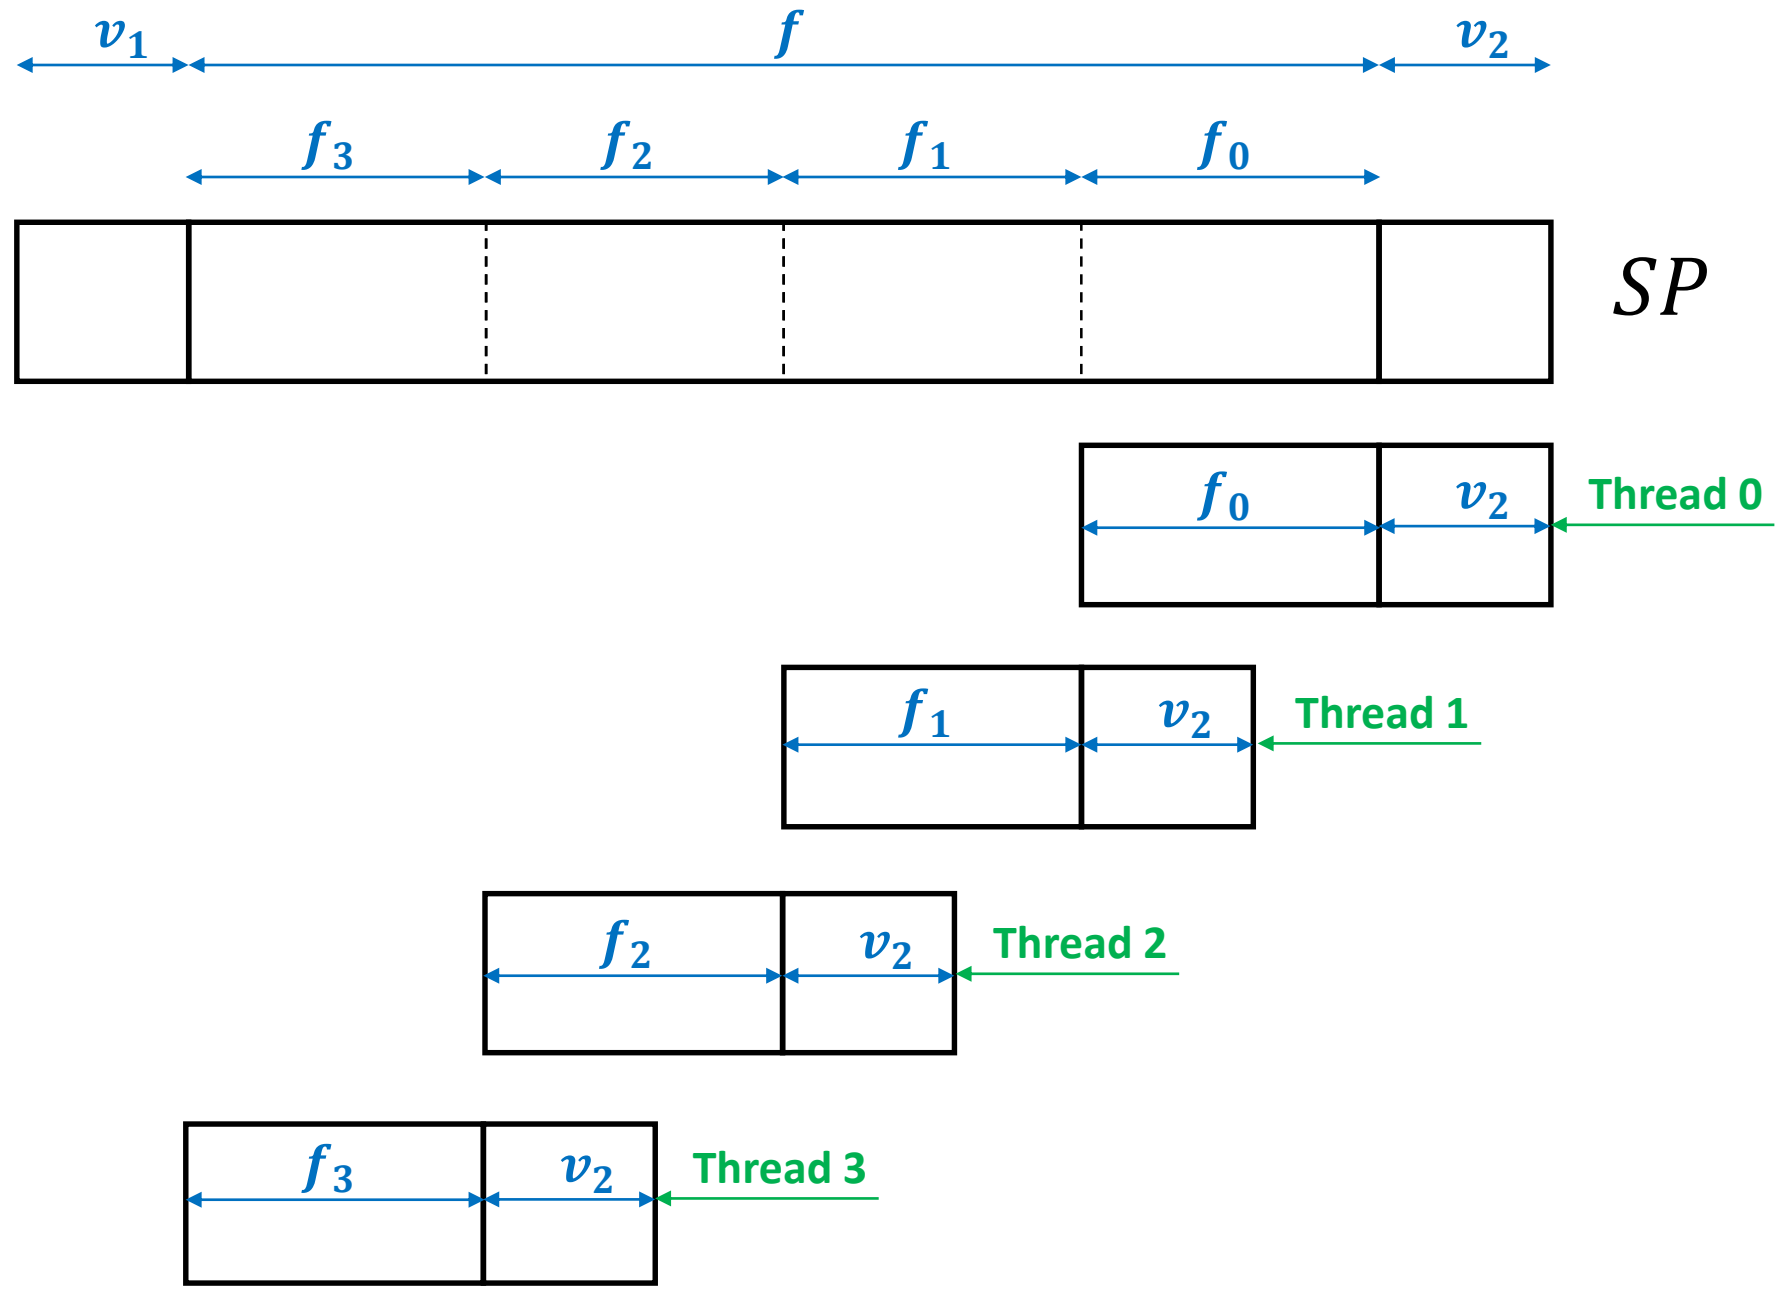 v₁ f v₂
f₃ f₂ f₁ f₀
SP
f₀ v₂ Thread 0
f₁ v₂ Thread 1
f₂ v₂ Thread 2
f₃ v₂ Thread 3